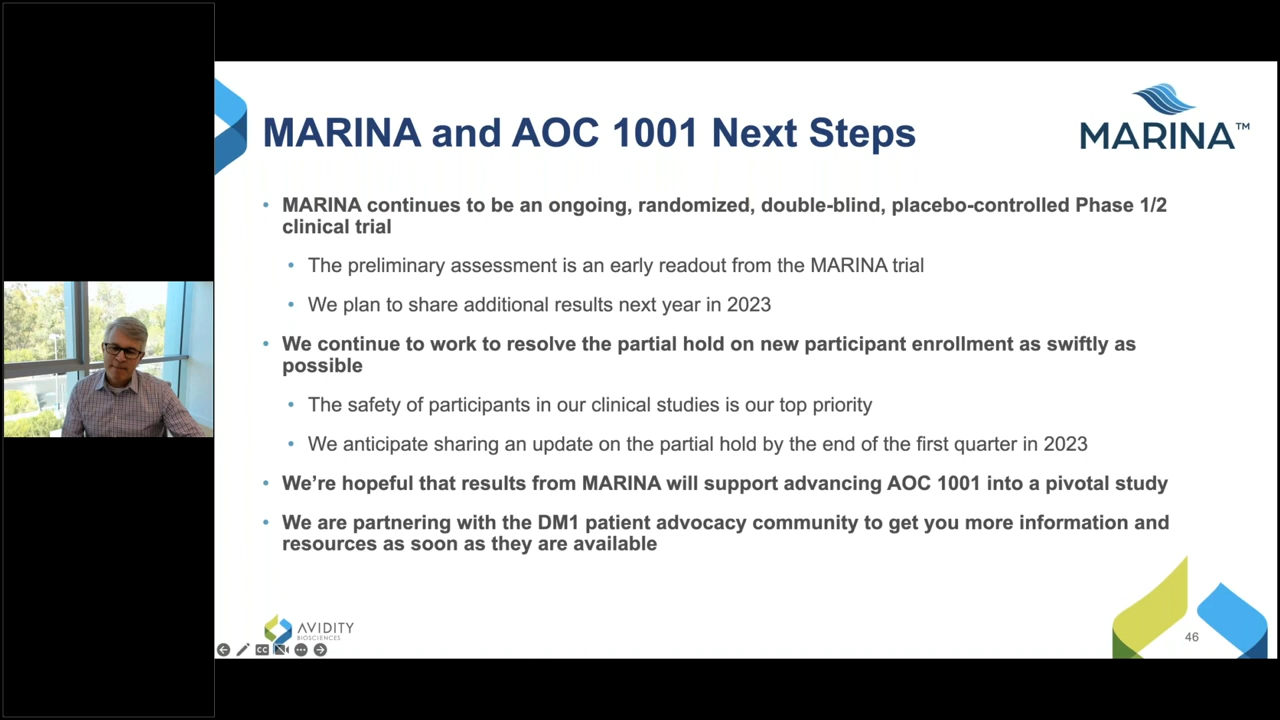 MARINA and AOC 1001 Next Steps
MARINA™
• MARINA continues to be an ongoing, randomized, double-blind, placebo-controlled Phase 1/2
clinical trial
• The preliminary assessment is an early readout from the MARINA trial
• We plan to share additional results next year in 2023
• We continue to work to resolve the partial hold on new participant enrollment as swiftly as
possible
• The safety of participants in our clinical studies is our top priority
• We anticipate sharing an update on the partial hold by the end of the first quarter in 2023
• We’re hopeful that results from MARINA will support advancing AOC 1001 into a pivotal study
• We are partnering with the DM1 patient advocacy community to get you more information and
resources as soon as they are available
AVIDITY
BIOSCIENCES
CC
46